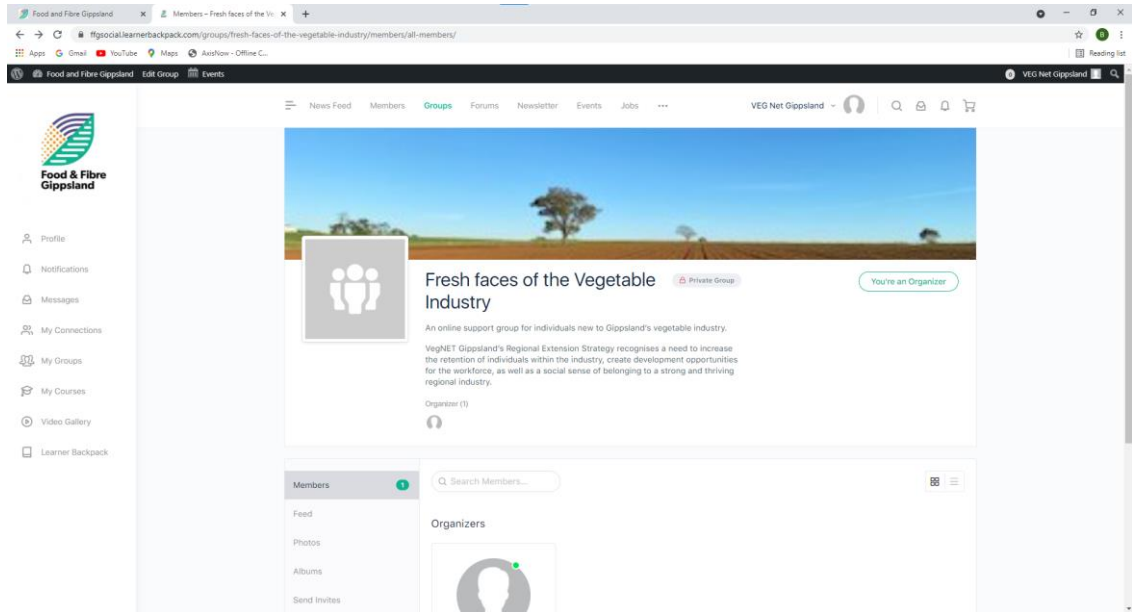 Food and Fibre Gippsland
Members – Fresh faces of the Ve
ffgsocial.learnerbackpack.com/groups/fresh-faces-of-the-vegetable-industry/members/all-members/
B
Apps
Gmail
YouTube
Maps
AxisNow - Offline C...
Reading list
Food and Fibre Gippsland
Edit Group
Events
0
VEG Net Gippsland
News Feed
Members
Groups
Forums
Newsletter
Events
Jobs
VEG Net Gippsland
Food & Fibre
Gippsland
Profile
Notifications
Messages
My Connections
My Groups
My Courses
Video Gallery
Learner Backpack
Fresh faces of the Vegetable
Industry
Private Group
You're an Organizer
An online support group for individuals new to Gippsland's vegetable industry.
VegNET Gippsland's Regional Extension Strategy recognises a need to increase
the retention of individuals within the industry, create development opportunities
for the workforce, as well as a social sense of belonging to a strong and thriving
regional industry.
Organizer (1)
Members
1
Feed
Photos
Albums
Send Invites
Search Members...
Organizers